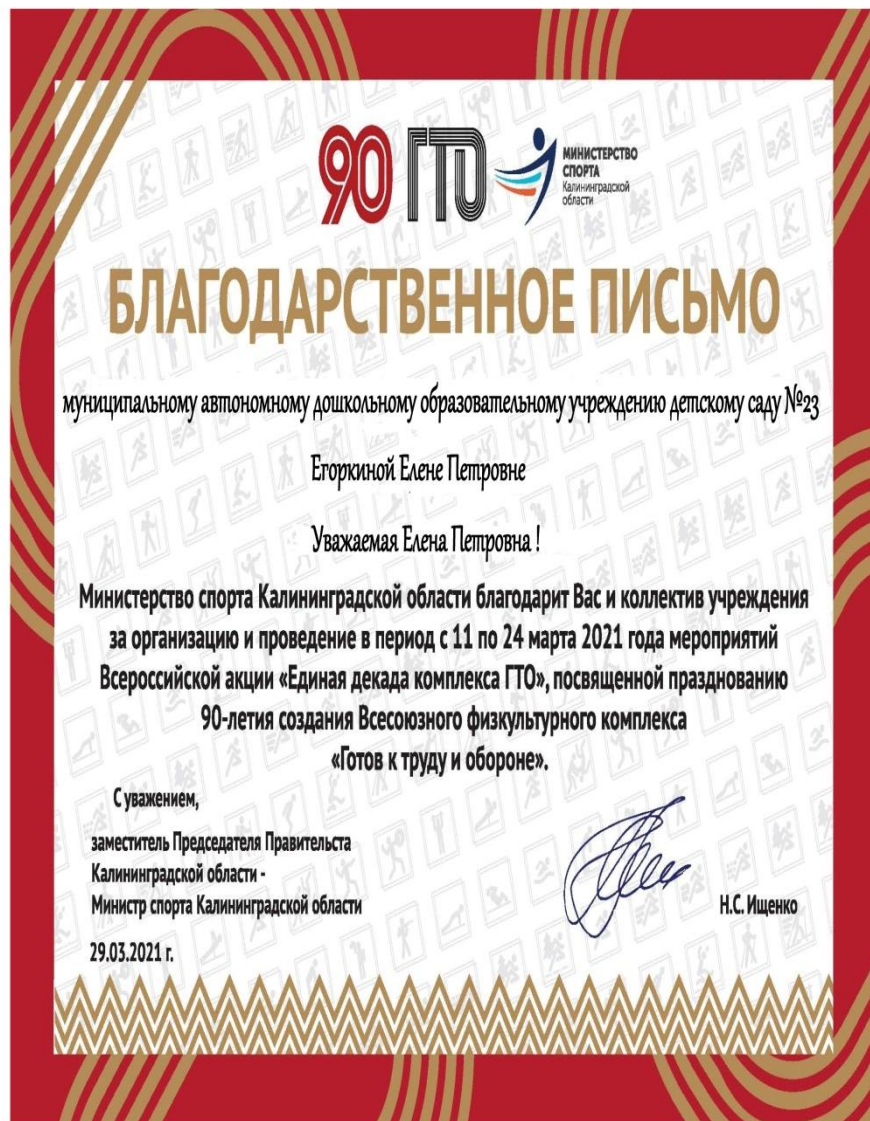 90 ГТО
МИНИСТЕРСТВО
СПОРТА
Калининградской
области
БЛАГОДАРСТВЕННОЕ ПИСЬМО
муниципальному автономному дошкольному образовательному учреждению детскому саду №23
Егоркиной Елене Петровне
Уважаемая Елена Петровна !
Министерство спорта Калининградской области благодарит Вас и коллектив учреждения
за организацию и проведение в период с 11 по 24 марта 2021 года мероприятий
Всероссийской акции «Единая декада комплекса ГТО», посвященной празднованию
90-летия создания Всесоюзного физкультурного комплекса
«Готов к труду и обороне».
С уважением,
заместитель Председателя Правительста
Калининградской области -
Министр спорта Калининградской области
Н.С. Ищенко
29.03.2021 г.